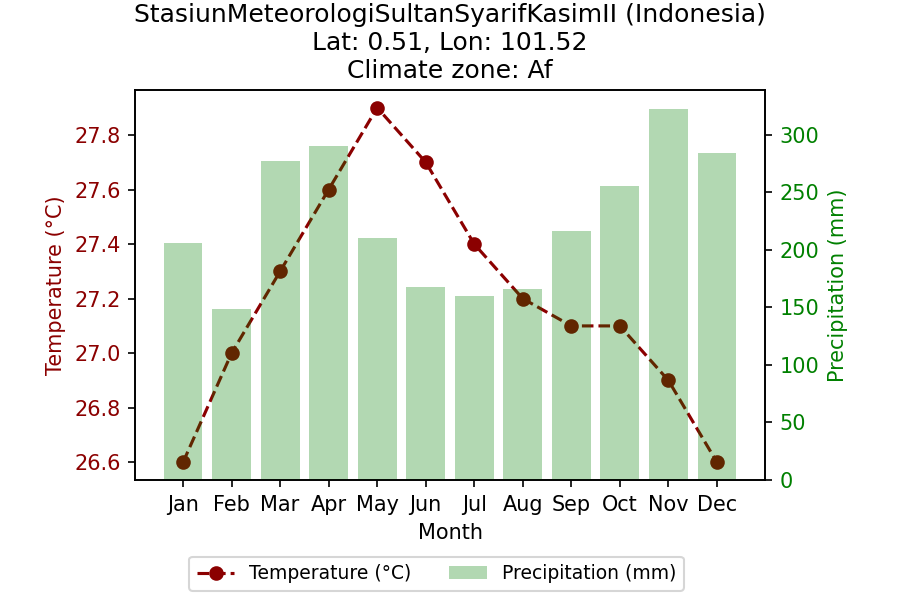 StasiunMeteorologiSultanSyarifKasimII (Indonesia)
Lat: 0.51, Lon: 101.52
Climate zone: Af
Temperature (°C)
27.8
27.6
27.4
27.2
27.0
26.8
26.6
300
250
200
150
100
50
0
Precipitation (mm)
Jan Feb Mar Apr May Jun Jul Aug Sep Oct Nov Dec
Month
Temperature (°C) Precipitation (mm)